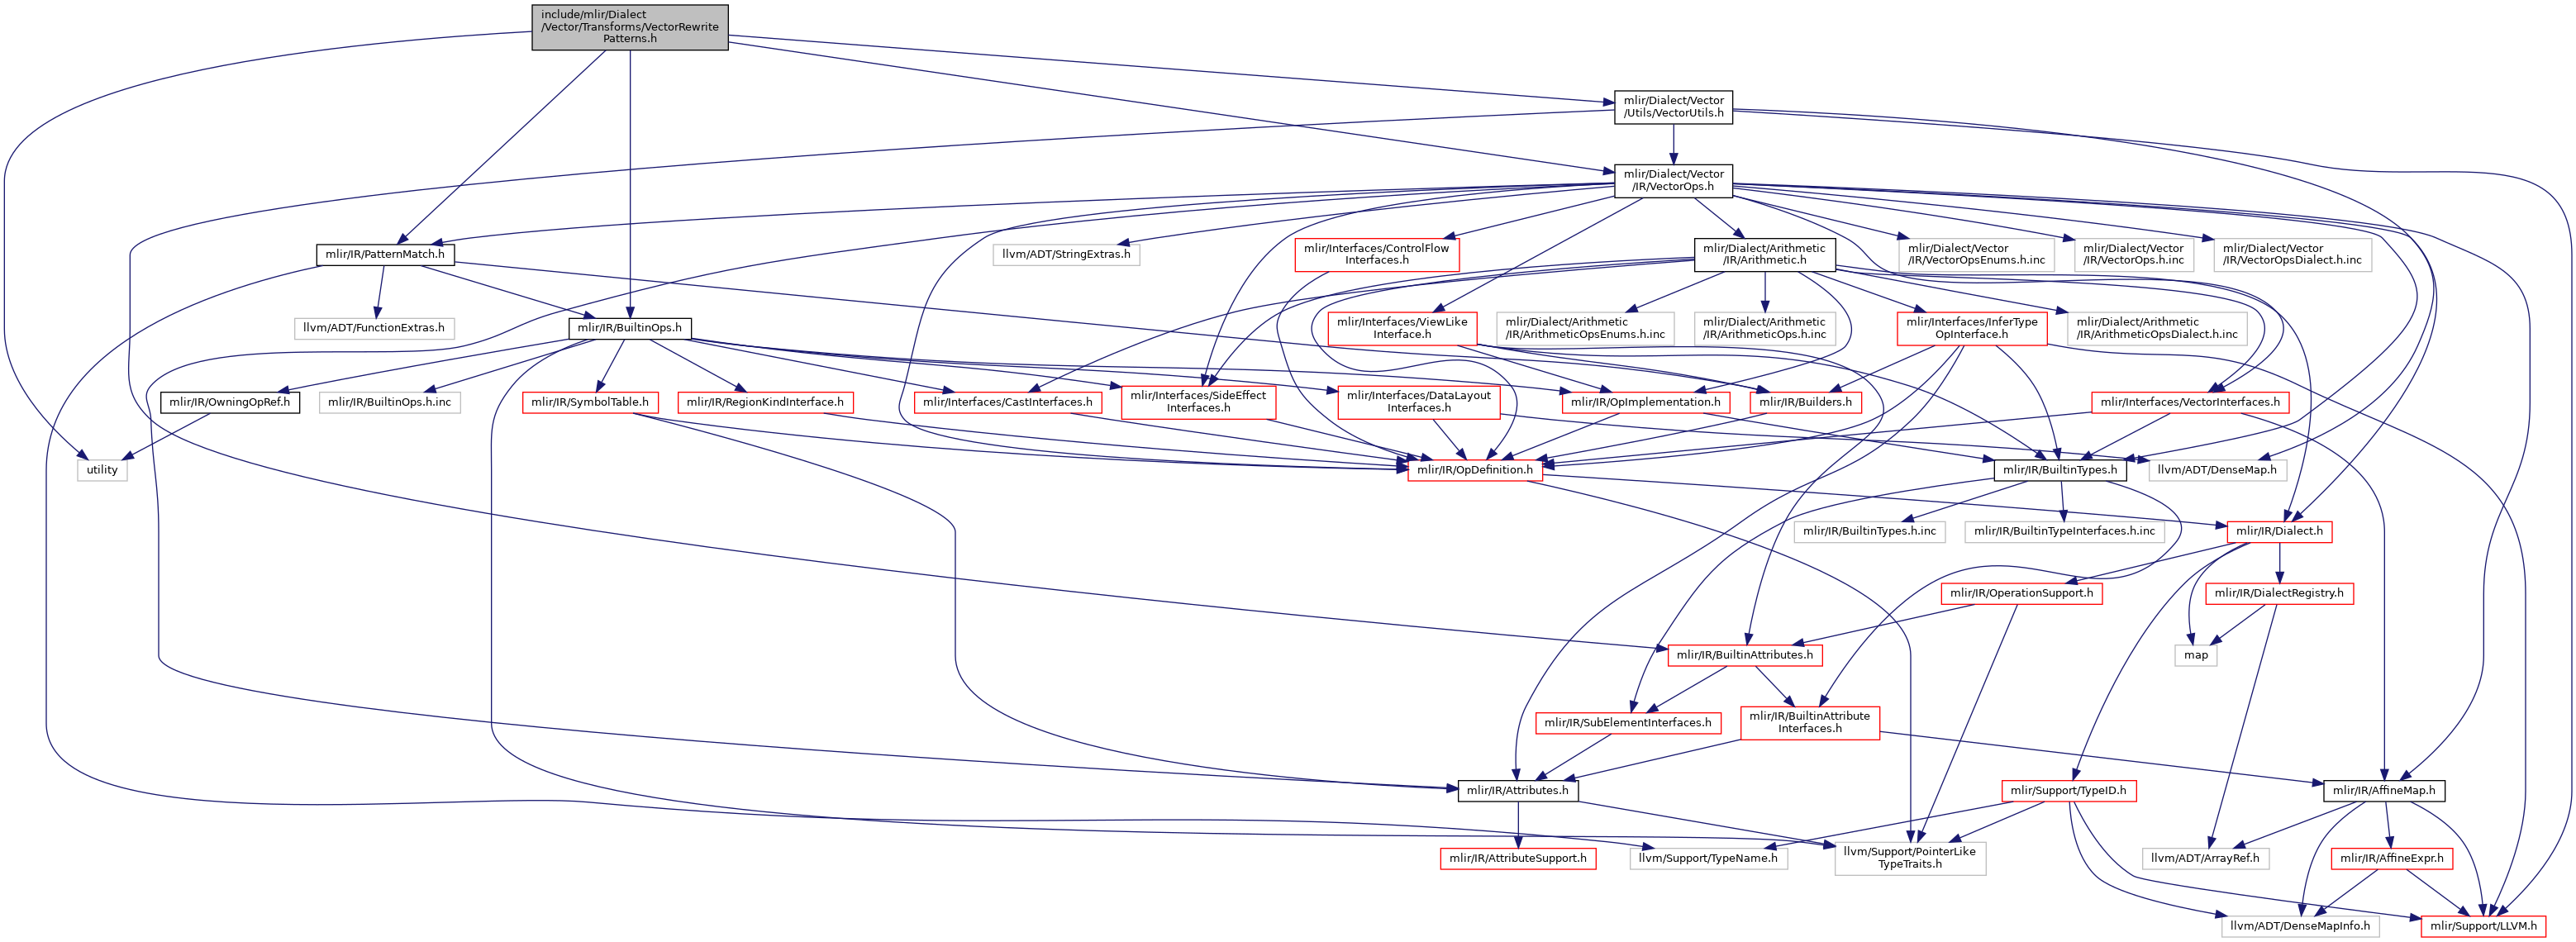 include/mlir/Dialect
/Vector/Transforms/VectorRewrite
Patterns.h
mlir/Dialect/Vector
/Utils/VectorUtils.h
mlir/Dialect/Vector
/IR/VectorOps.h
mlir/IR/PatternMatch.h
llvm/ADT/StringExtras.h
mlir/Interfaces/ControlFlow
Interfaces.h
mlir/Dialect/Arithmetic
/IR/Arithmetic.h
mlir/Dialect/Vector
/IR/VectorOpsEnums.h.inc
mlir/Dialect/Vector
/IR/VectorOps.h.inc
mlir/Dialect/Vector
/IR/VectorOpsDialect.h.inc
llvm/ADT/FunctionExtras.h
mlir/IR/BuiltinOps.h
mlir/Interfaces/ViewLike
Interface.h
mlir/Dialect/Arithmetic
/IR/ArithmeticOpsEnums.h.inc
mlir/Dialect/Arithmetic
/IR/ArithmeticOps.h.inc
mlir/Interfaces/InferType
OpInterface.h
mlir/Dialect/Arithmetic
/IR/ArithmeticOpsDialect.h.inc
mlir/IR/OwningOpRef.h
mlir/IR/BuiltinOps.h.inc
mlir/IR/SymbolTable.h
mlir/IR/RegionKindInterface.h
mlir/Interfaces/CastInterfaces.h
mlir/Interfaces/SideEffect
Interfaces.h
mlir/Interfaces/DataLayout
Interfaces.h
mlir/IR/OpImplementation.h
mlir/IR/Builders.h
mlir/Interfaces/VectorInterfaces.h
utility
mlir/IR/OpDefinition.h
mlir/IR/BuiltinTypes.h
llvm/ADT/DenseMap.h
mlir/IR/BuiltinTypes.h.inc
mlir/IR/BuiltinTypeInterfaces.h.inc
mlir/IR/Dialect.h
mlir/IR/OperationSupport.h
mlir/IR/DialectRegistry.h
mlir/IR/BuiltinAttributes.h
map
mlir/IR/SubElementInterfaces.h
mlir/IR/BuiltinAttribute
Interfaces.h
mlir/IR/Attributes.h
mlir/Support/TypeID.h
mlir/IR/AffineMap.h
mlir/IR/AttributeSupport.h
llvm/Support/TypeName.h
llvm/Support/PointerLike
TypeTraits.h
llvm/ADT/ArrayRef.h
mlir/IR/AffineExpr.h
llvm/ADT/DenseMapInfo.h
mlir/Support/LLVM.h